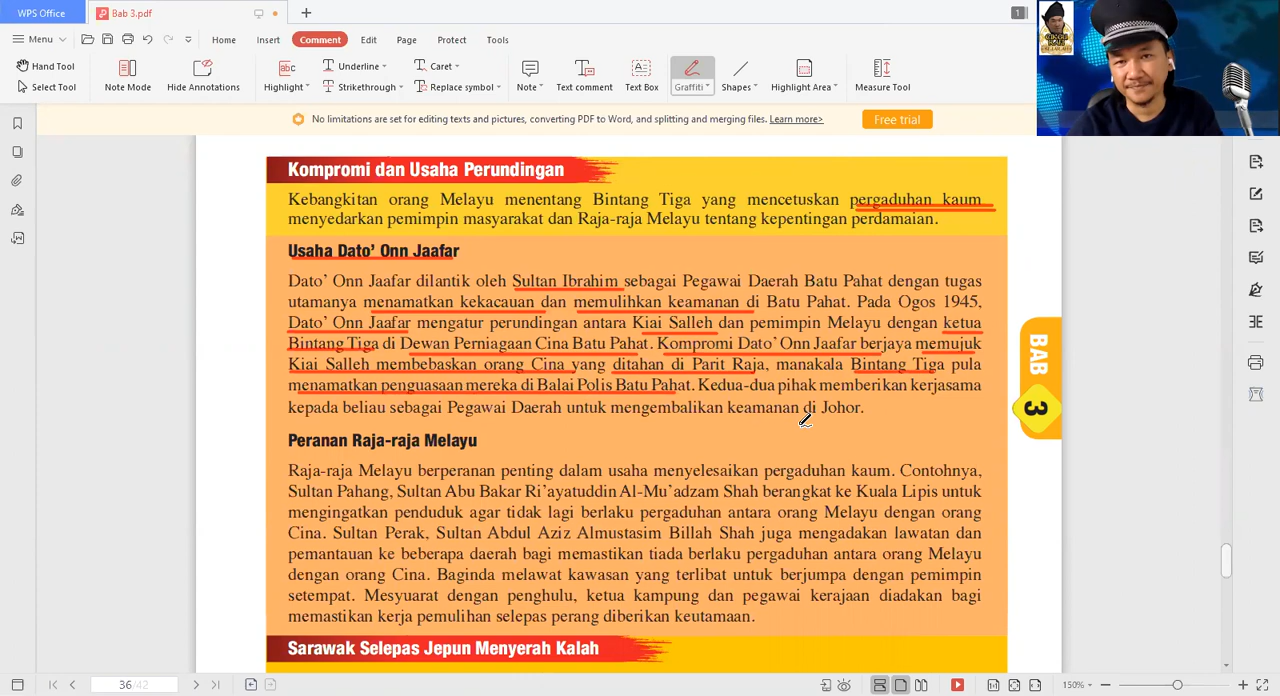 WPS Office
Bab 3.pdf
1
Menu
Home
Insert
Comment
Edit
Page
Protect
Tools
Hand Tool
Select Tool
Note Mode
Hide Annotations
Highlight
Underline
Strikethrough
Caret
Replace symbol
Note
Text comment
Text Box
Graffiti
Shapes
Highlight Area
Measure Tool
No limitations are set for editing texts and pictures, converting PDF to Word, and splitting and merging files. Learn more>
Free trial
Kompromi dan Usaha Perundingan
Kebangkitan orang Melayu menentang Bintang Tiga yang mencetuskan pergaduhan kaum
menyedarkan pemimpin masyarakat dan Raja-raja Melayu tentang kepentingan perdamaian.
Usaha Dato’ Onn Jaafar
Dato’ Onn Jaafar dilantik oleh Sultan Ibrahim sebagai Pegawai Daerah Batu Pahat dengan tugas
utamanya menamatkan kekacauan dan memulihkan keamanan di Batu Pahat. Pada Ogos 1945,
Dato’ Onn Jaafar mengatur perundingan antara Kiai Salleh dan pemimpin Melayu dengan ketua
Bintang Tiga di Dewan Perniagaan Cina Batu Pahat. Kompromi Dato’ Onn Jaafar berjaya memujuk
Kiai Salleh membebaskan orang Cina yang ditahan di Parit Raja, manakala Bintang Tiga pula
menamatkan penguasaan mereka di Balai Polis Batu Pahat. Kedua-dua pihak memberikan kerjasama
kepada beliau sebagai Pegawai Daerah untuk mengembalikan keamanan di Johor.
Peranan Raja-raja Melayu
Raja-raja Melayu berperanan penting dalam usaha menyelesaikan pergaduhan kaum. Contohnya,
Sultan Pahang, Sultan Abu Bakar Ri’ayatuddin Al-Mu’adzam Shah berangkat ke Kuala Lipis untuk
mengingatkan penduduk agar tidak lagi berlaku pergaduhan antara orang Melayu dengan orang
Cina. Sultan Perak, Sultan Abdul Aziz Almustasim Billah Shah juga mengadakan lawatan dan
pemantauan ke beberapa daerah bagi memastikan tiada berlaku pergaduhan antara orang Melayu
dengan orang Cina. Baginda melawat kawasan yang terlibat untuk berjumpa dengan pemimpin
setempat. Mesyuarat dengan penghulu, ketua kampung dan pegawai kerajaan diadakan bagi
memastikan kerja pemulihan selepas perang diberikan keutamaan.
Sarawak Selepas Jepun Menyerah Kalah
BAB
3
36/42
150%